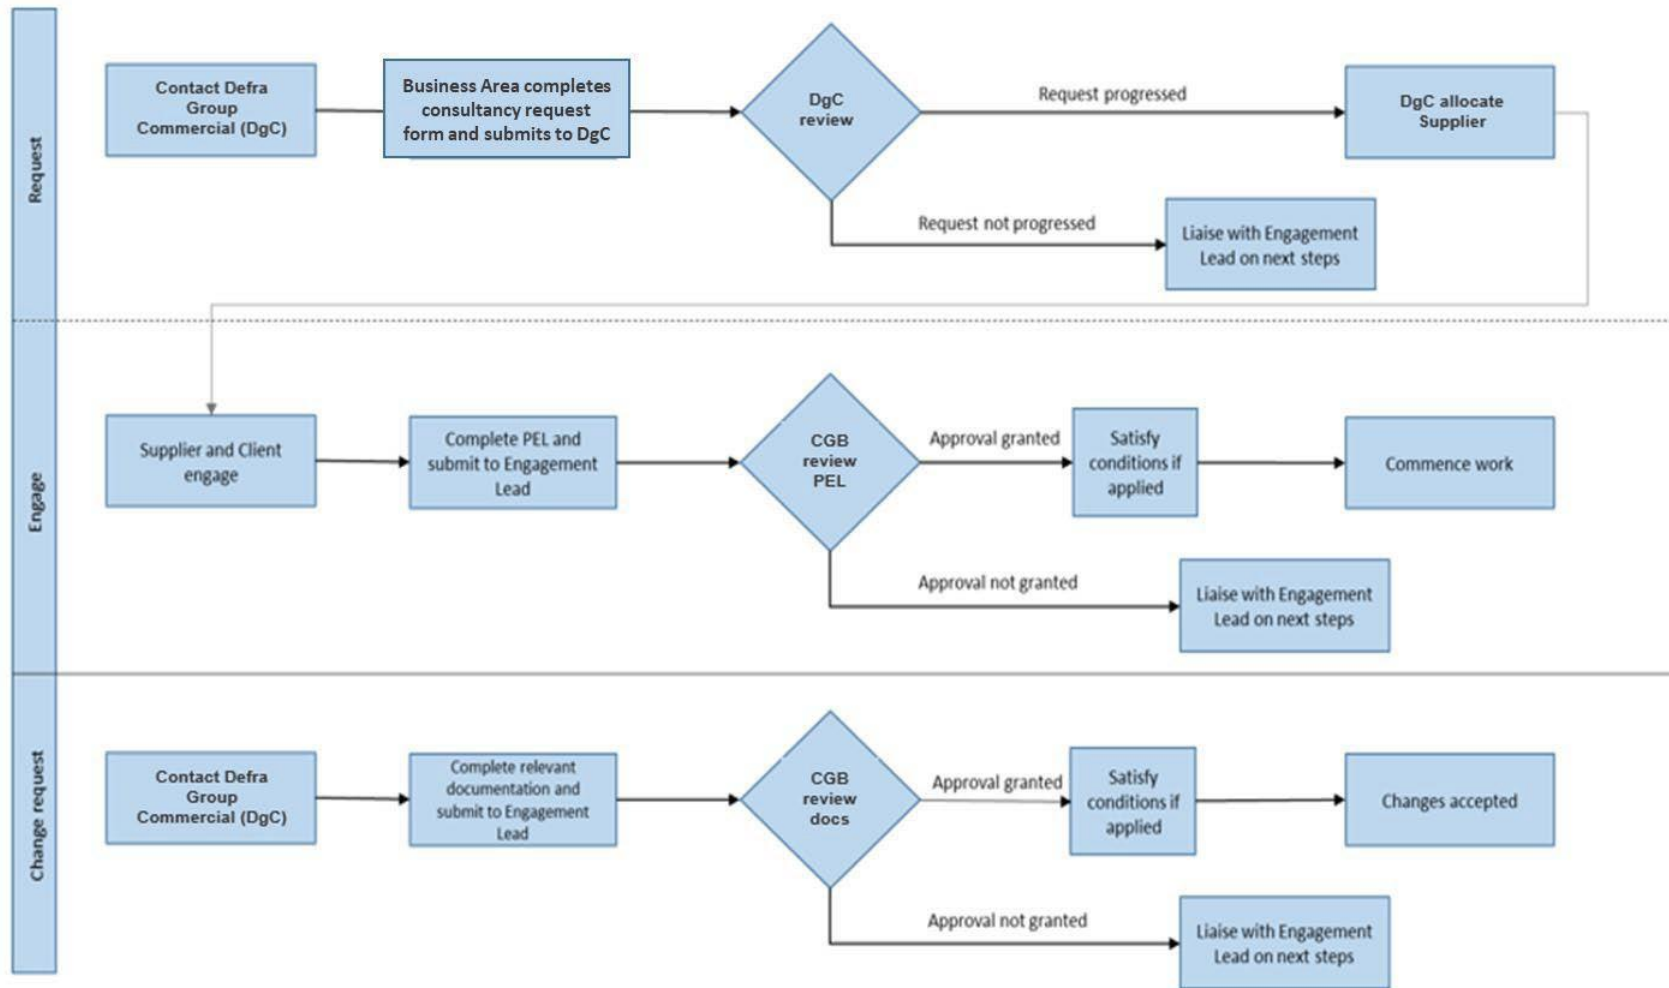 Request
Contact Defra
Group
Commercial (DgC)
Business Area completes
consultancy request
form and submits to DgC
DgC
review
Request progressed
DgC allocate
Supplier
Request not progressed
Liaise with Engagement
Lead on next steps
Engage
Supplier and Client
engage
Complete PEL and
submit to Engagement
Lead
CGB
review
PEL
Approval granted
Satisfy
conditions if
applied
Commence work
Approval not granted
Liaise with Engagement
Lead on next steps
Change request
Contact Defra
Group
Commercial (DgC)
Complete relevant
documentation and
submit to Engagement
Lead
CGB
review
docs
Approval granted
Satisfy
conditions if
applied
Changes accepted
Approval not granted
Liaise with Engagement
Lead on next steps